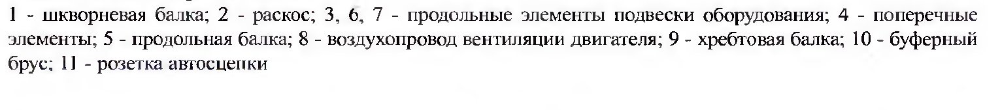 1 - шкворневая балка; 2 - раскос; 3, 6, 7 - продольные элементы подвески оборудования; 4 - поперечные
элементы; 5 - продольная балка; 8 - воздухопровод вентиляции двигателя; 9 - хребтовая балка; 10 - буферный
брус; 11 - розетка автосцепки